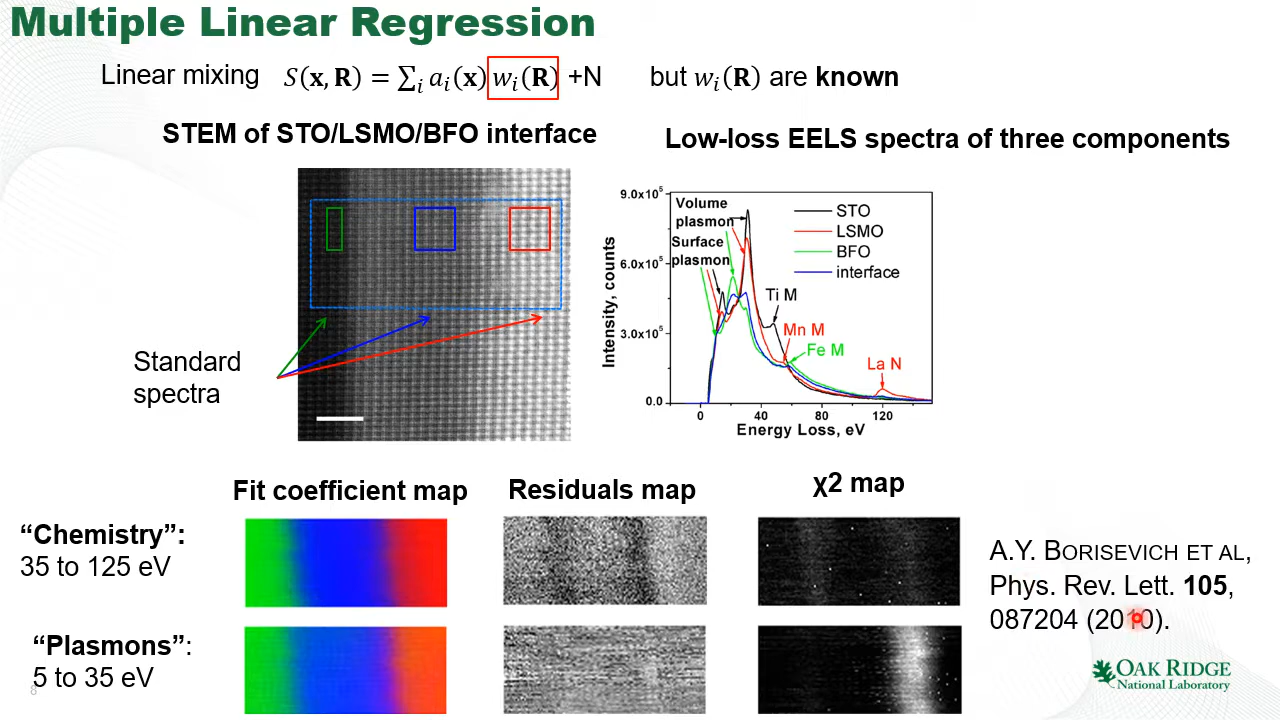 Multiple Linear Regression
Linear mixing S(x, R) = ∑ᵢ aᵢ(x) wᵢ(R) +N but wᵢ(R) are known
STEM of STO/LSMO/BFO interface
Low-loss EELS spectra of three components
Standard
spectra
9.0x10⁵
6.0x10⁵
3.0x10⁵
0.0
Intensity, counts
Volume
plasmon
Surface
plasmon
STO
LSMO
BFO
interface
Ti M
Mn M
Fe M
La N
0 40 80 120
Energy Loss, eV
Fit coefficient map
Residuals map
χ2 map
“Chemistry”:
35 to 125 eV
“Plasmons”:
5 to 35 eV
A.Y. BORISEVICH ET AL,
Phys. Rev. Lett. 105,
087204 (2010).
8
OAK RIDGE
National Laboratory